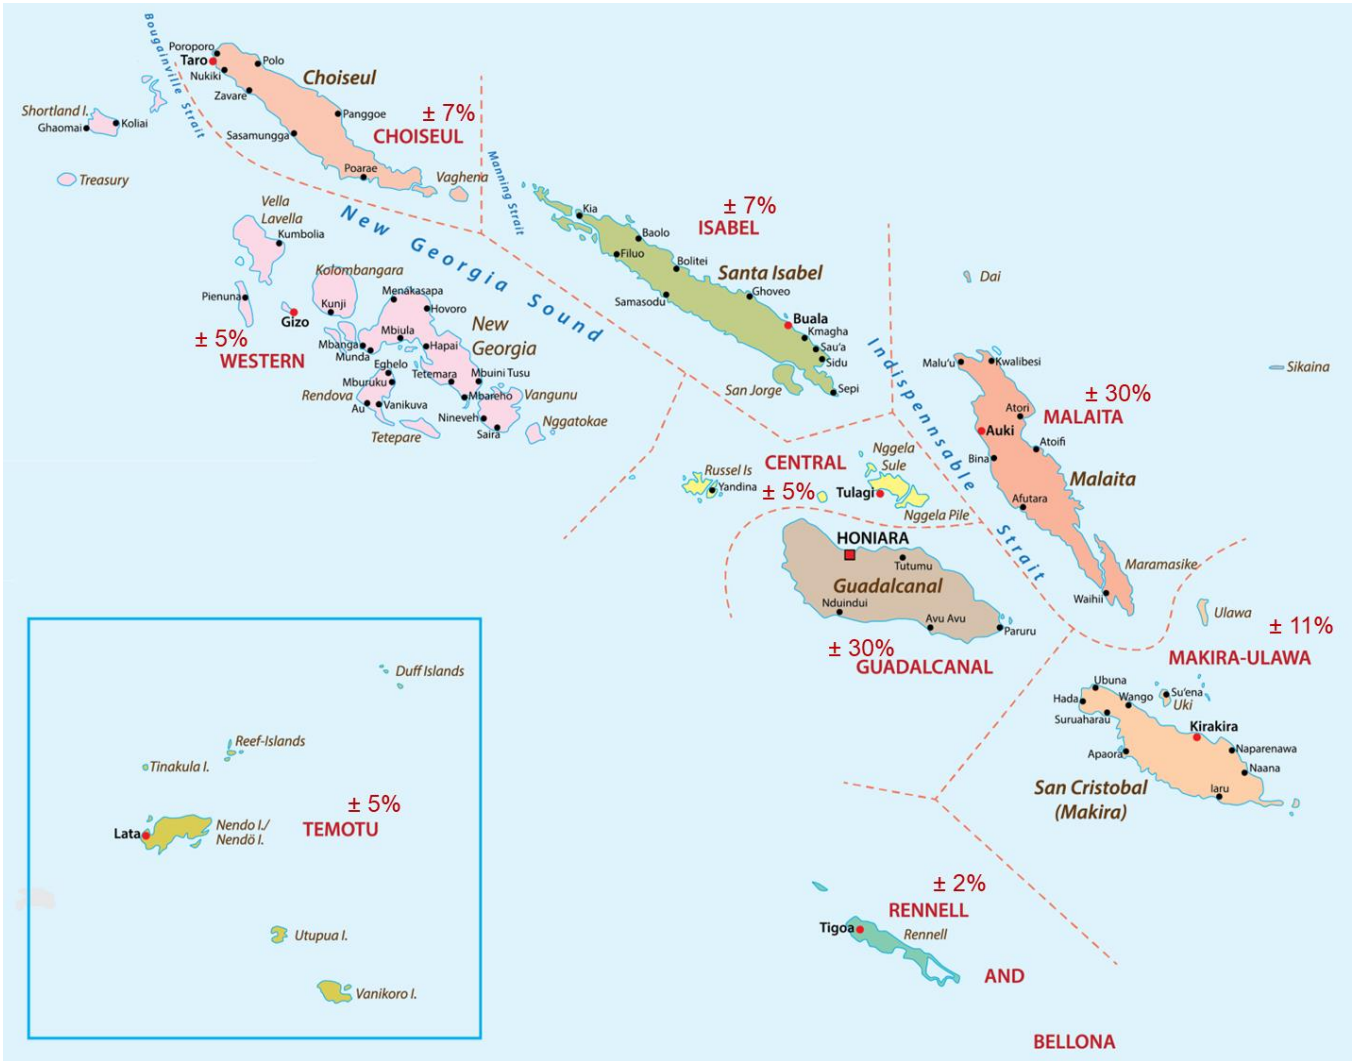 Bougainville Strait
Poroporo
Taro
Nukiki
Polo
Zavare
Choiseul
Panggoe
± 7%
CHOISEUL
Sasamungga
Poarae
Vaghena
Shortland I.
Ghaomai
Koliai
Treasury
Manning Strait
Vella
Lavella
Kumbolia
New Georgia Sound
Kolombangara
Pienuna
Gizo
Kunji
Menakasapa
Hovoro
New
Georgia
± 5%
WESTERN
Mbanga
Munda
Mbiula
Hapai
Eghelo
Mburuku
Tetemara
Mbuini Tusu
Rendova
Au
Vanikuva
Mbareho
Vangunu
Nineveh
Saira
Nggatokae
Tetepare
Kia
± 7%
ISABEL
Baolo
Filuo
Bolitei
Santa Isabel
Samasodu
Ghoveo
Buala
Kmagha
Sau'a
Sidu
San Jorge
Sepi
Dai
Indispennsable Strait
Malu'u
Kwalibesi
Sikaina
± 30%
MALAITA
Atori
Auki
Atoifi
Bina
Malaita
Afutara
Maramasike
Waihii
CENTRAL
± 5%
Russel Is
Yandina
Nggela
Sule
Tulagi
Nggela Pile
HONIARA
Tutumu
Guadalcanal
Nduindui
Avu Avu
Paruru
± 30%
GUADALCANAL
Ulawa
± 11%
MAKIRA-ULAWA
Ubuna
Hada
Wango
Su'ena
Uki
Suruaharau
Kirakira
Apaora
Naparenawa
Naana
San Cristobal
(Makira)
Iaru
Duff Islands
Reef-Islands
Tinakula I.
± 5%
TEMOTU
Lata
Nendo I./
Nendö I.
Utupua I.
Vanikoro I.
± 2%
RENNELL
Tigoa
Rennell
AND
BELLONA